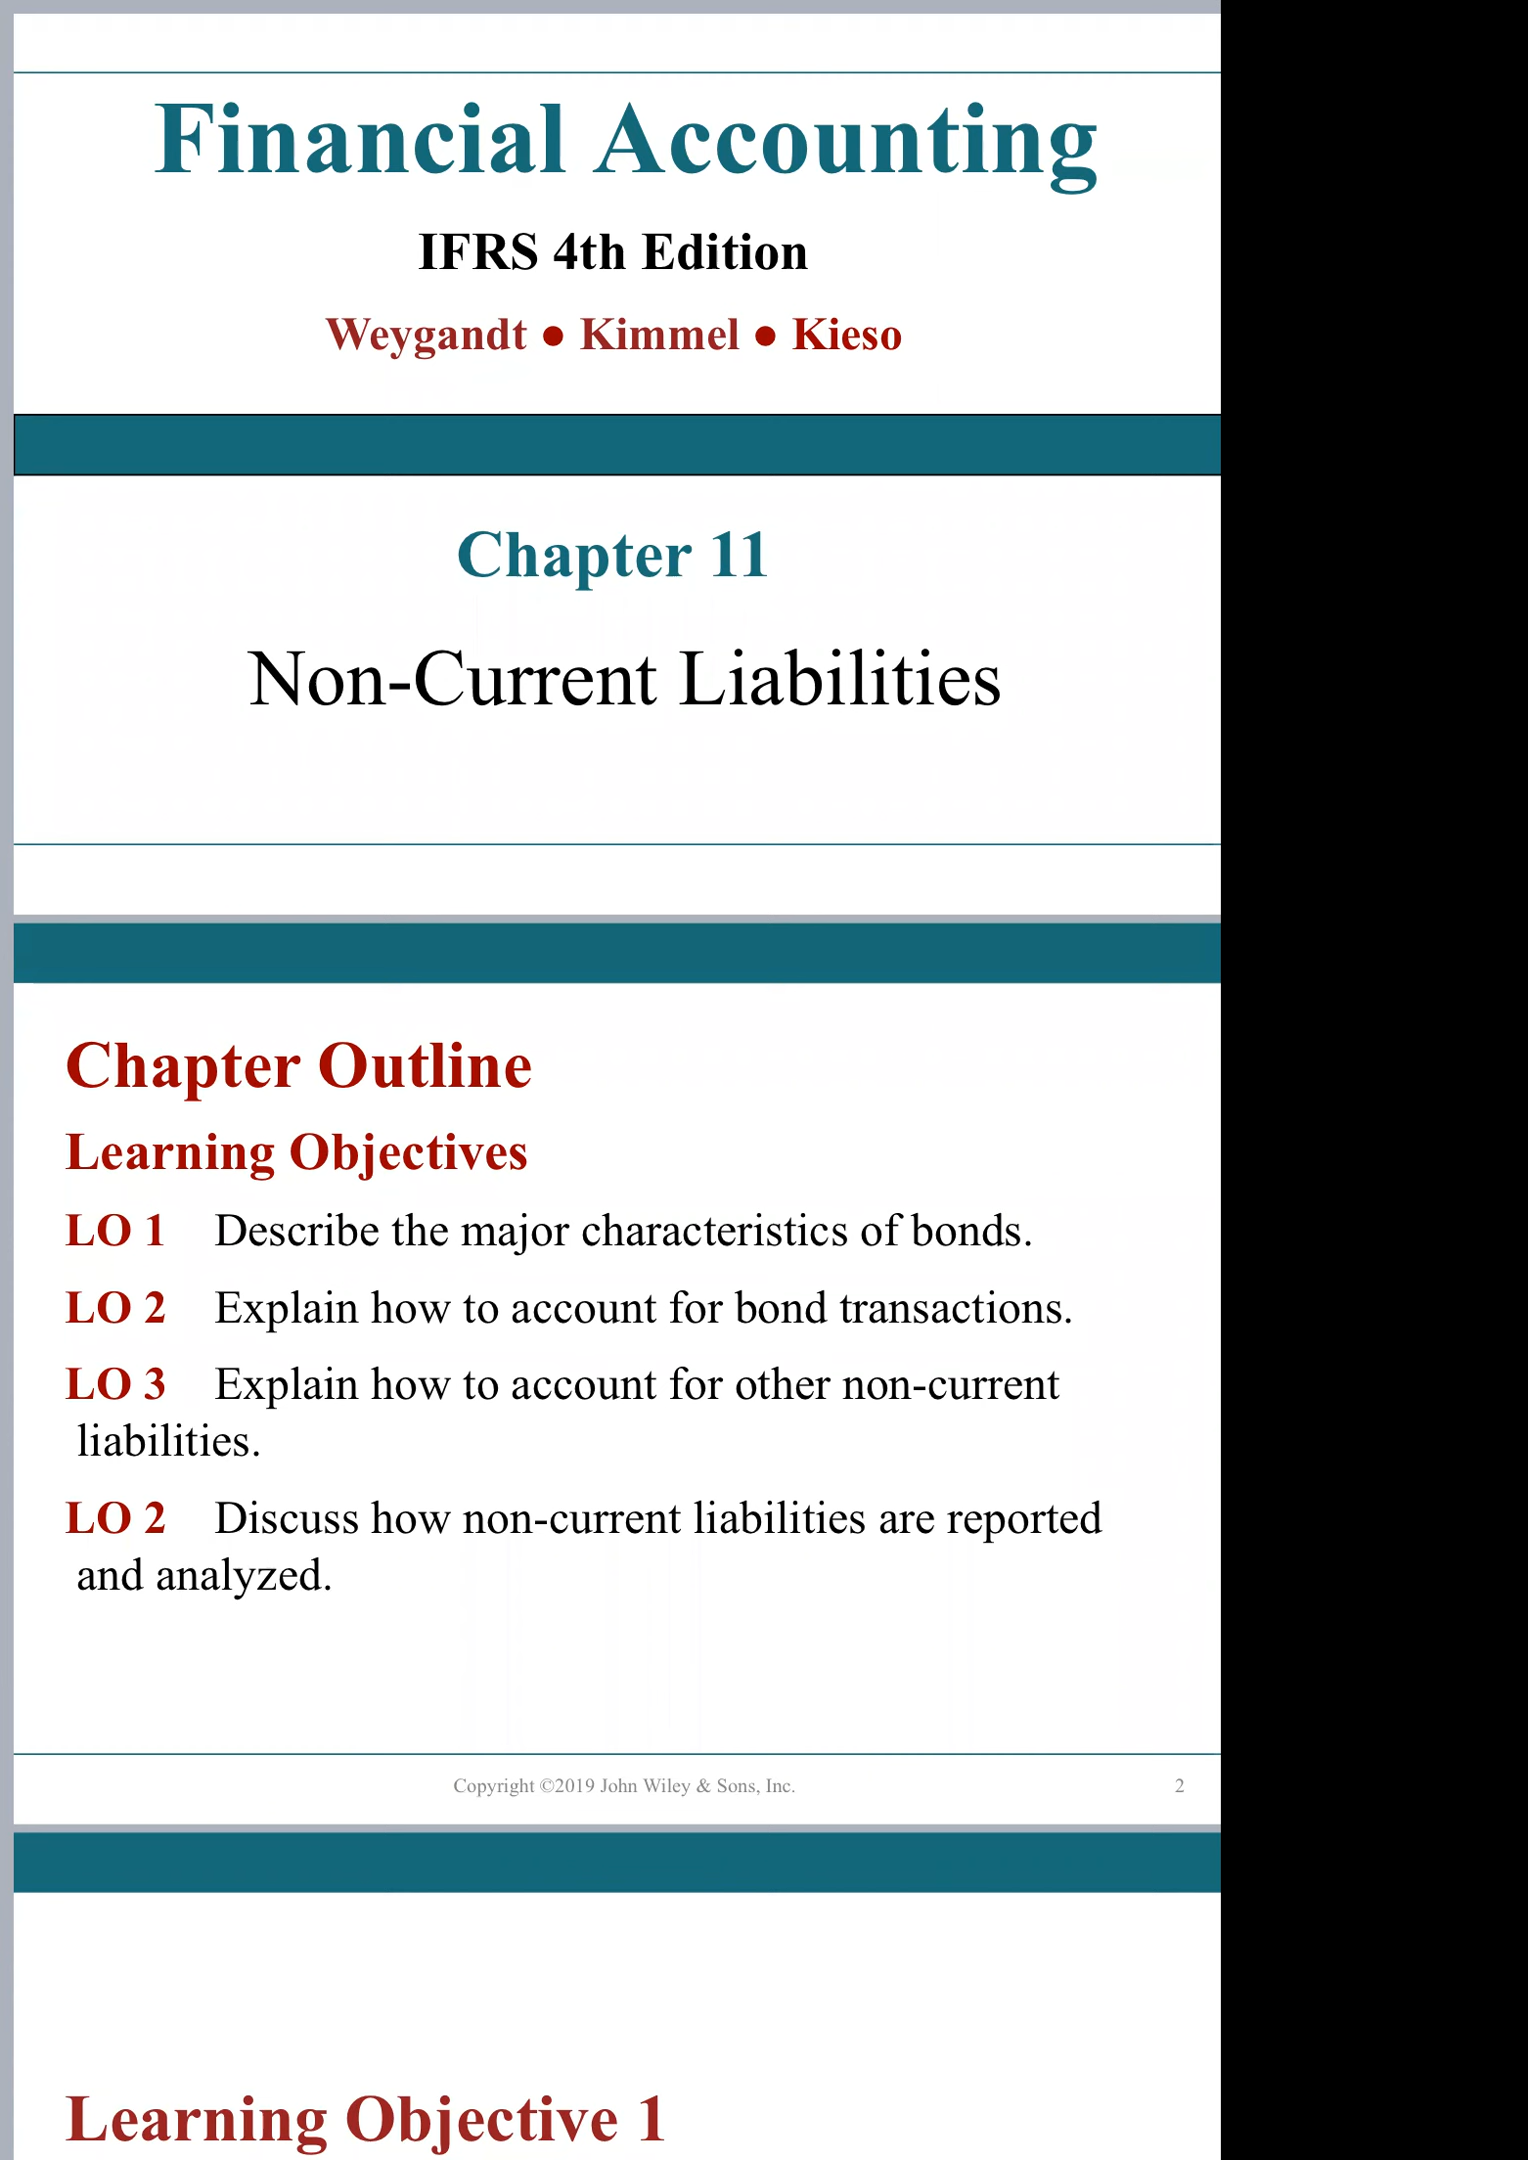 Financial Accounting
IFRS 4th Edition
Weygandt ● Kimmel ● Kieso
Chapter 11
Non-Current Liabilities
Chapter Outline
Learning Objectives
LO 1 Describe the major characteristics of bonds.
LO 2 Explain how to account for bond transactions.
LO 3 Explain how to account for other non-current
liabilities.
LO 2 Discuss how non-current liabilities are reported
and analyzed.
Copyright ©2019 John Wiley & Sons, Inc. 2
Learning Objective 1